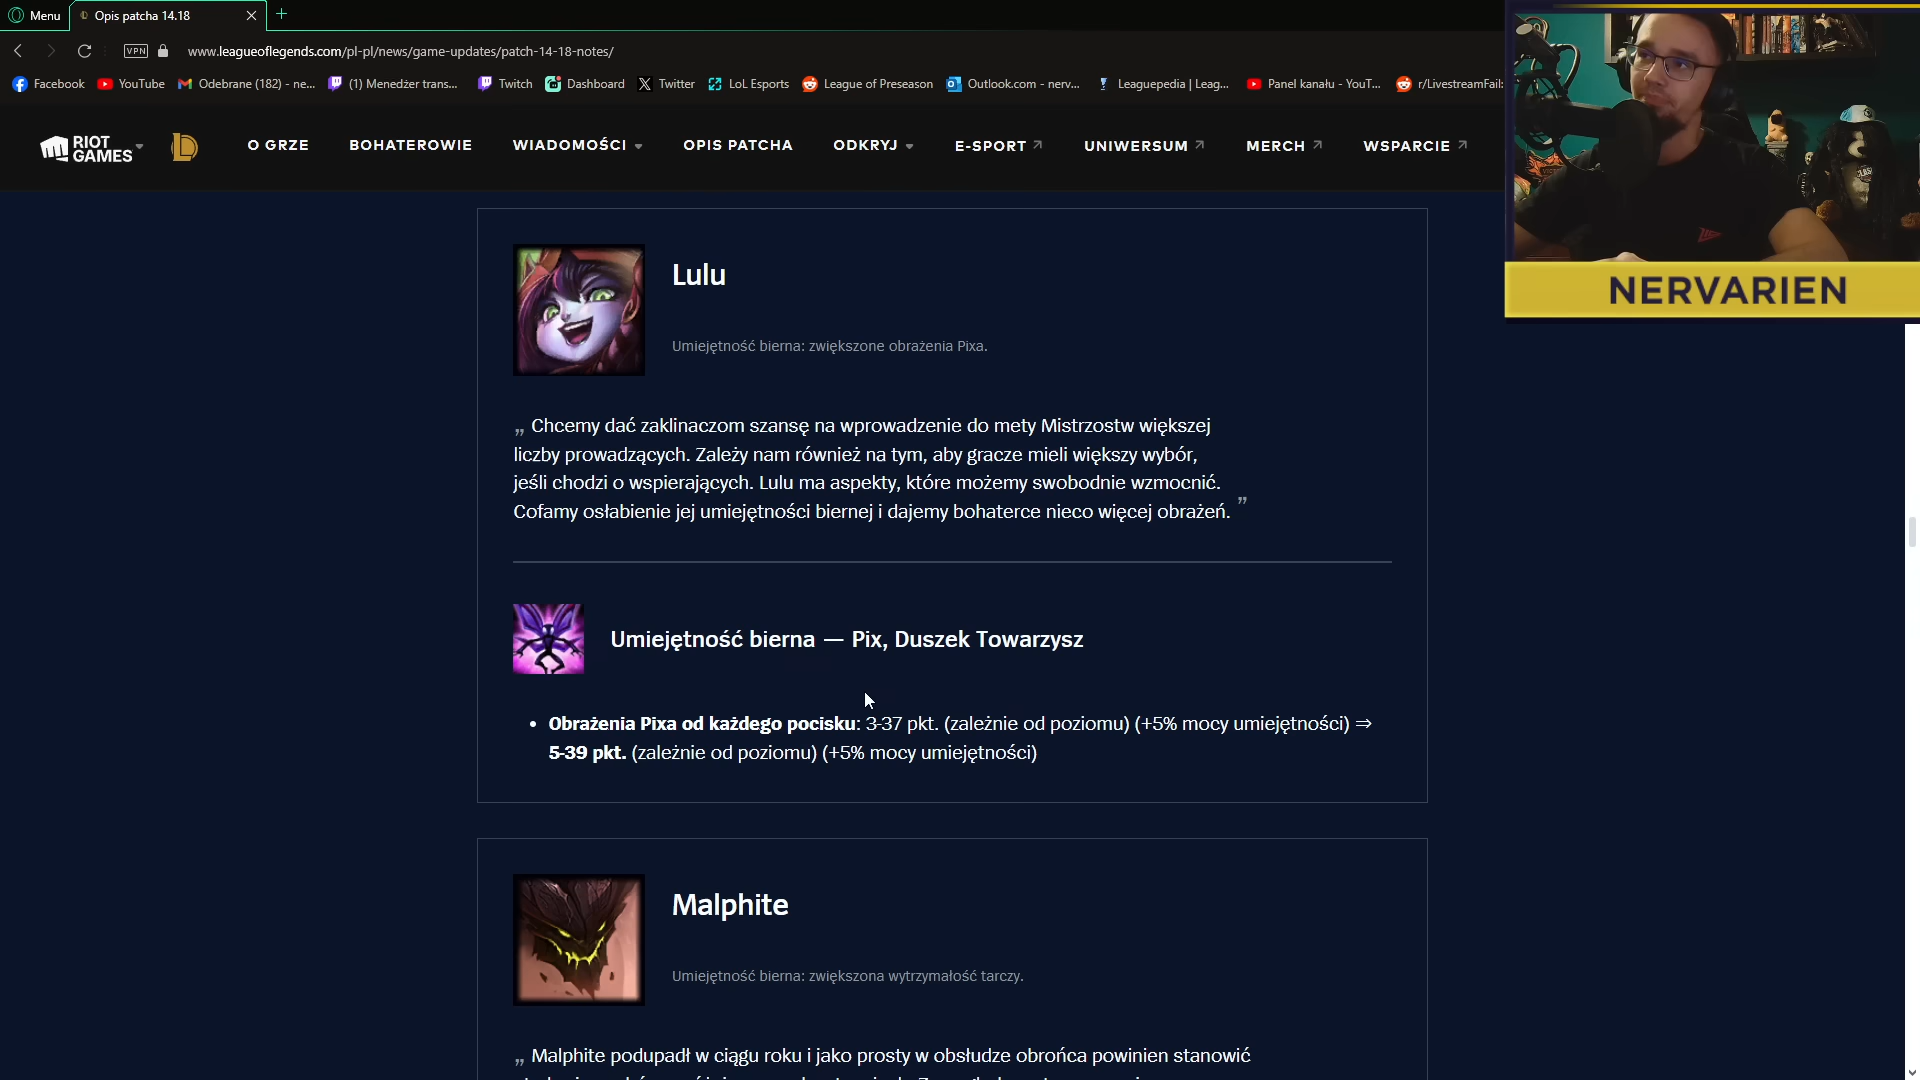 Menu
Opis patcha 14.18
VPN
www.leagueoflegends.com/pl-pl/news/game-updates/patch-14-18-notes/
Facebook
YouTube
Odebrane (182) - ne...
(1) Menedżer trans...
Twitch
Dashboard
Twitter
LoL Esports
League of Preseason
Outlook.com - nerv...
Leaguepedia | Leag...
Panel kanału - YouT...
r/LivestreamFail:
RIOT GAMES
O GRZE
BOHATEROWIE
WIADOMOŚCI
OPIS PATCHA
ODKRYJ
E-SPORT
UNIWERSUM
MERCH
WSPARCIE
NERVARIEN
Lulu
Umiejętność bierna: zwiększone obrażenia Pixa.
„ Chcemy dać zaklinaczom szansę na wprowadzenie do mety Mistrzostw większej
liczby prowadzących. Zależy nam również na tym, aby gracze mieli większy wybór,
jeśli chodzi o wspierających. Lulu ma aspekty, które możemy swobodnie wzmocnić.
Cofamy osłabienie jej umiejętności biernej i dajemy bohaterce nieco więcej obrażeń. ”
Umiejętność bierna — Pix, Duszek Towarzysz
• Obrażenia Pixa od każdego pocisku: 3-37 pkt. (zależnie od poziomu) (+5% mocy umiejętności) ⇒
5-39 pkt. (zależnie od poziomu) (+5% mocy umiejętności)
Malphite
Umiejętność bierna: zwiększona wytrzymałość tarczy.
„ Malphite podupadł w ciągu roku i jako prosty w obsłudze obrońca powinien stanowić